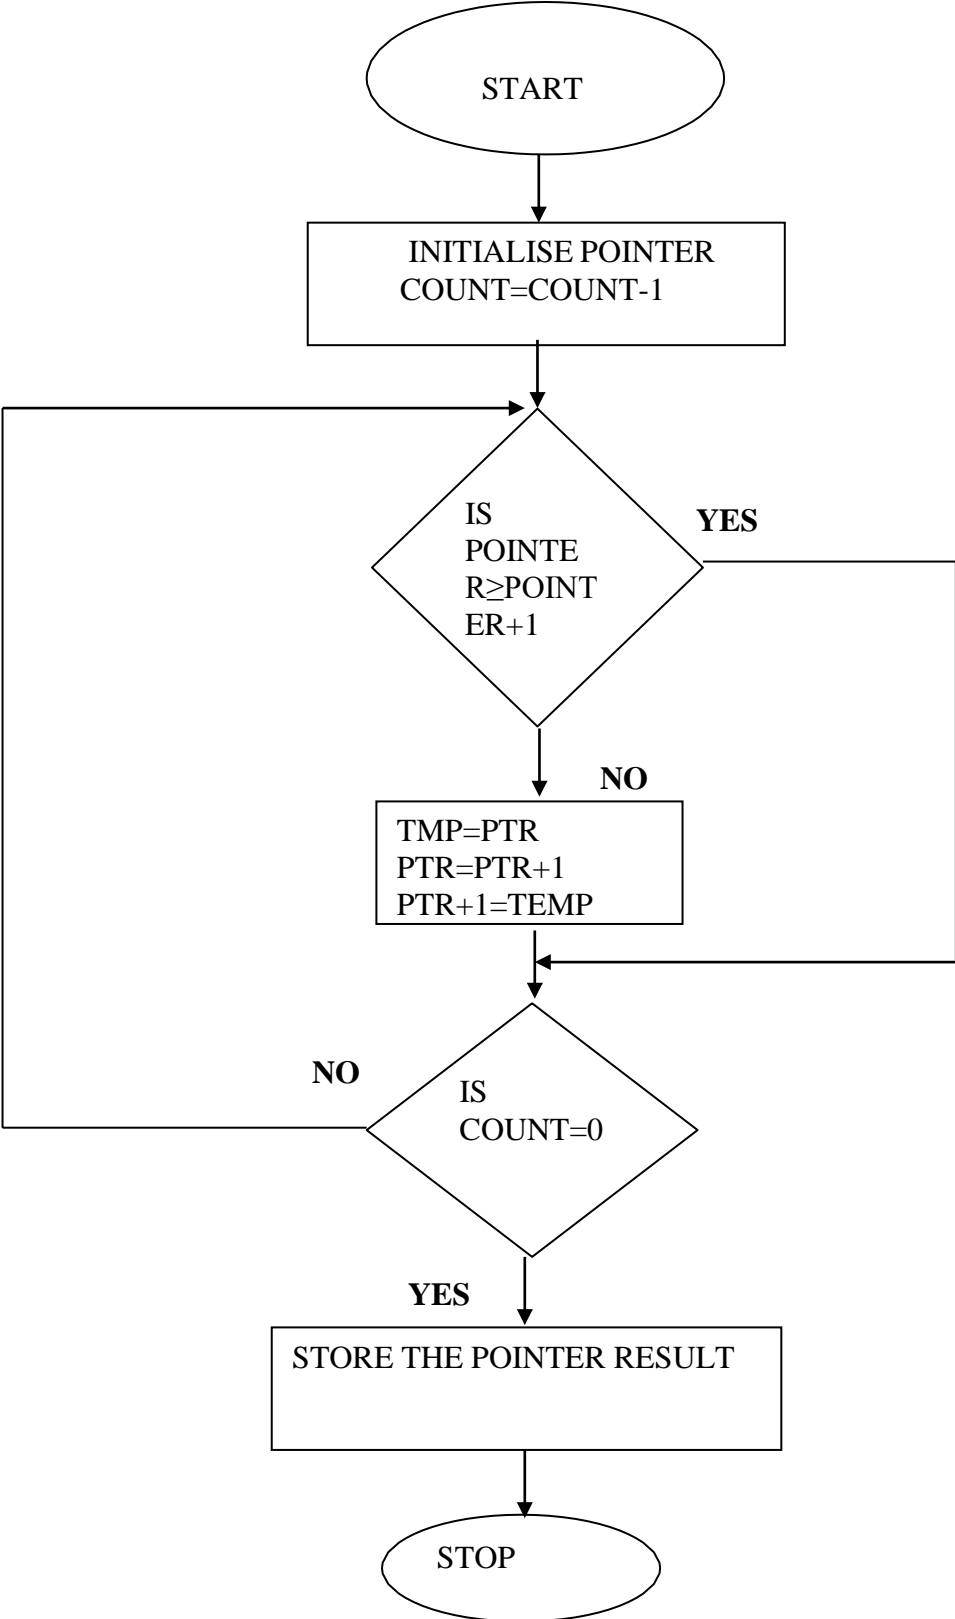 START
INITIALISE POINTER
COUNT=COUNT-1
IS
POINTE
R≥POINT
ER+1
YES
NO
TMP=PTR
PTR=PTR+1
PTR+1=TEMP
NO
IS
COUNT=0
YES
STORE THE POINTER RESULT
STOP